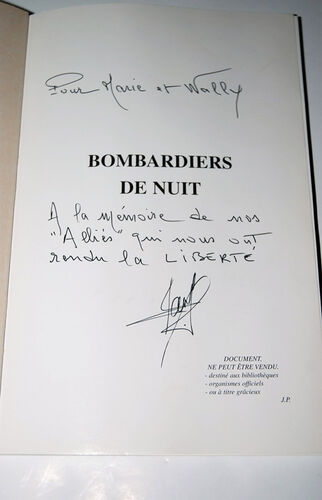 Pour Marie et Wally
BOMBARDIERS
DE NUIT
A la mémoire de nos
"Alliés" qui nous ont
rendu la LIBERTÉ
DOCUMENT,
NE PEUT ÊTRE VENDU.
- destiné aux bibliothèques
- organismes officiels
- ou à titre grâcieux
J.P.